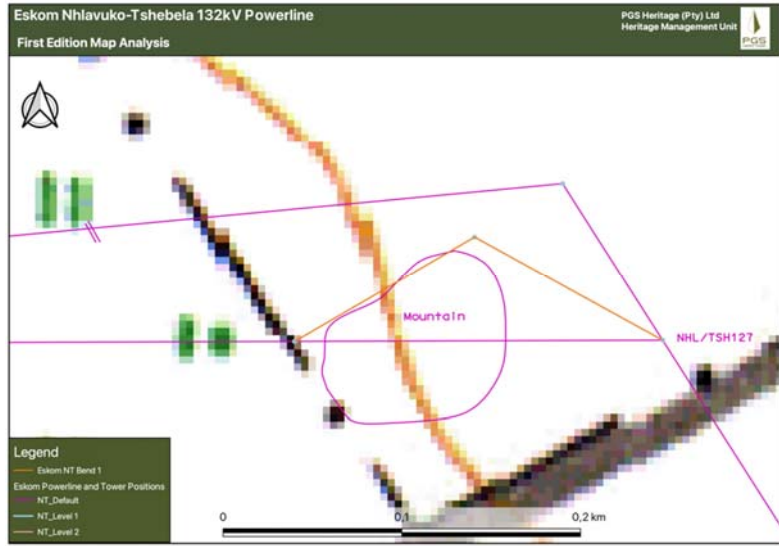 Eskom Nhlavuko-Tshebela 132kV Powerline
First Edition Map Analysis
PGS Heritage (Pty) Ltd
Heritage Management Unit
PGS
Mountain
NHL/TSH127
Legend
Eskom NT Bend 1
Eskom Powerline and Tower Positions
NT_Default
NT_Level 1
NT_Level 2
0
0,1
0,2 km